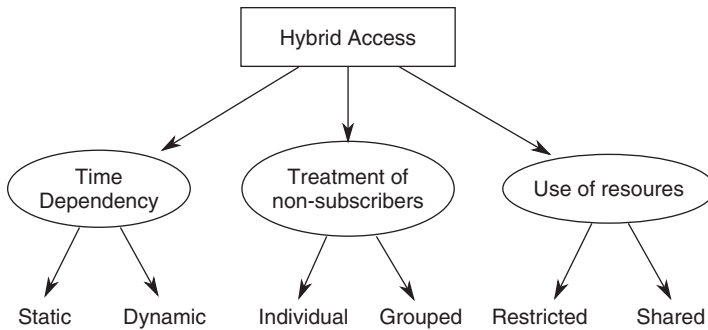 Hybrid Access
Time
Dependency
Treatment of
non-subscribers
Use of resoures
Static
Dynamic
Individual
Grouped
Restricted
Shared